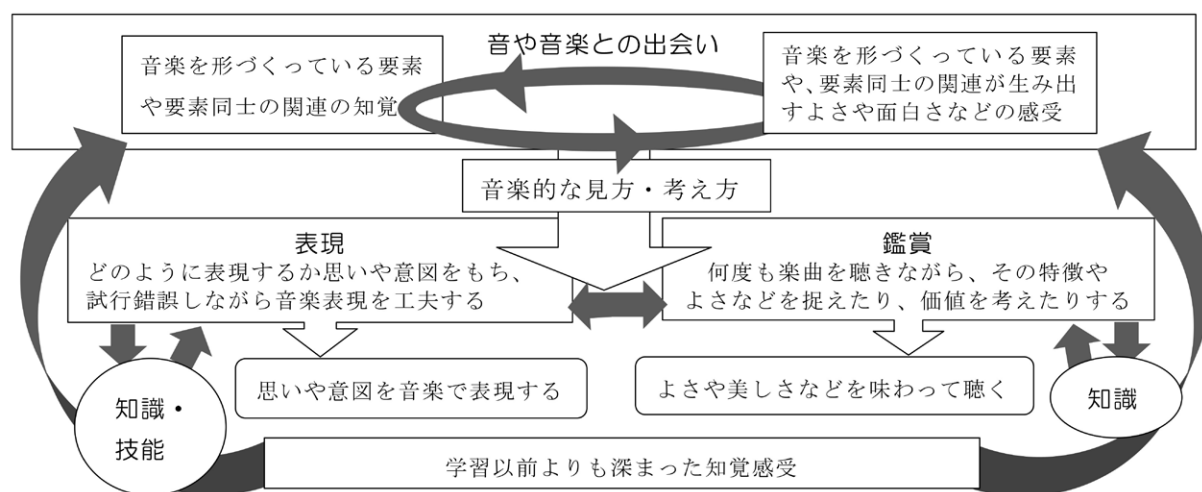 音や音楽との出会い
音楽を形づくっている要素
や要素同士の関連の知覚
音楽を形づくっている要素
や、要素同士の関連が生み出
すよさや面白さなどの感受
音楽的な見方・考え方
表現
どのように表現するか思いや意図をもち、
試行錯誤しながら音楽表現を工夫する
鑑賞
何度も楽曲を聴きながら、その特徴や
よさなどを捉えたり、価値を考えたりする
思いや意図を音楽で表現する
よさや美しさなどを味わって聴く
知識・
技能
知識
学習以前よりも深まった知覚感受